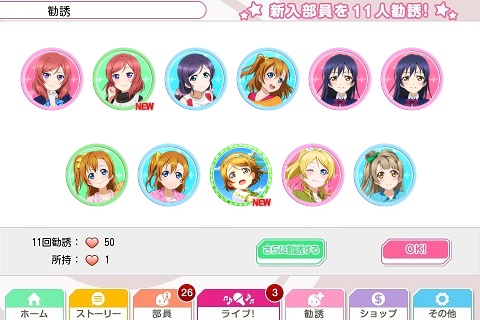 勧誘
新入部員を11人勧誘!
NEW
NEW
11回勧誘: 50
所持: 1
さらに勧誘する
OK!
26
3
ホーム
ストーリー
部員
ライブ!
勧誘
ショップ
その他